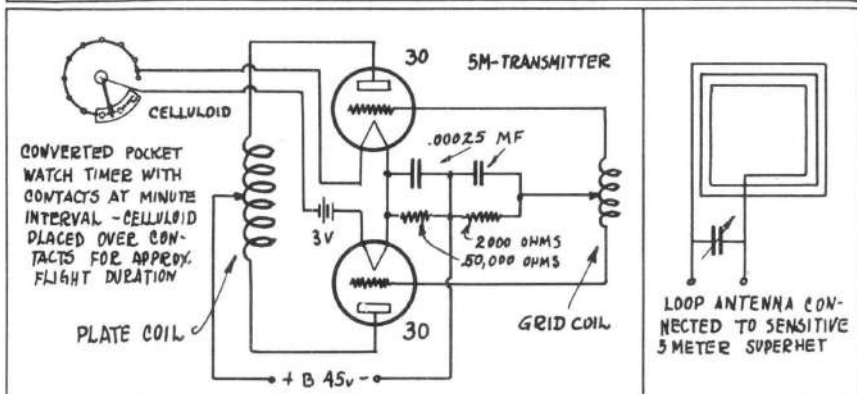 30
5M-TRANSMITTER
CELLULOID
.00025 MF
CONVERTED POCKET
WATCH TIMER WITH
CONTACTS AT MINUTE
INTERVAL - CELLULOID
PLACED OVER CON-
TACTS FOR APPROX.
FLIGHT DURATION
3V
2000 OHMS
50,000 OHMS
PLATE COIL
30
GRID COIL
+ B 45V -
LOOP ANTENNA CON-
NECTED TO SENSITIVE
5 METER SUPERHET